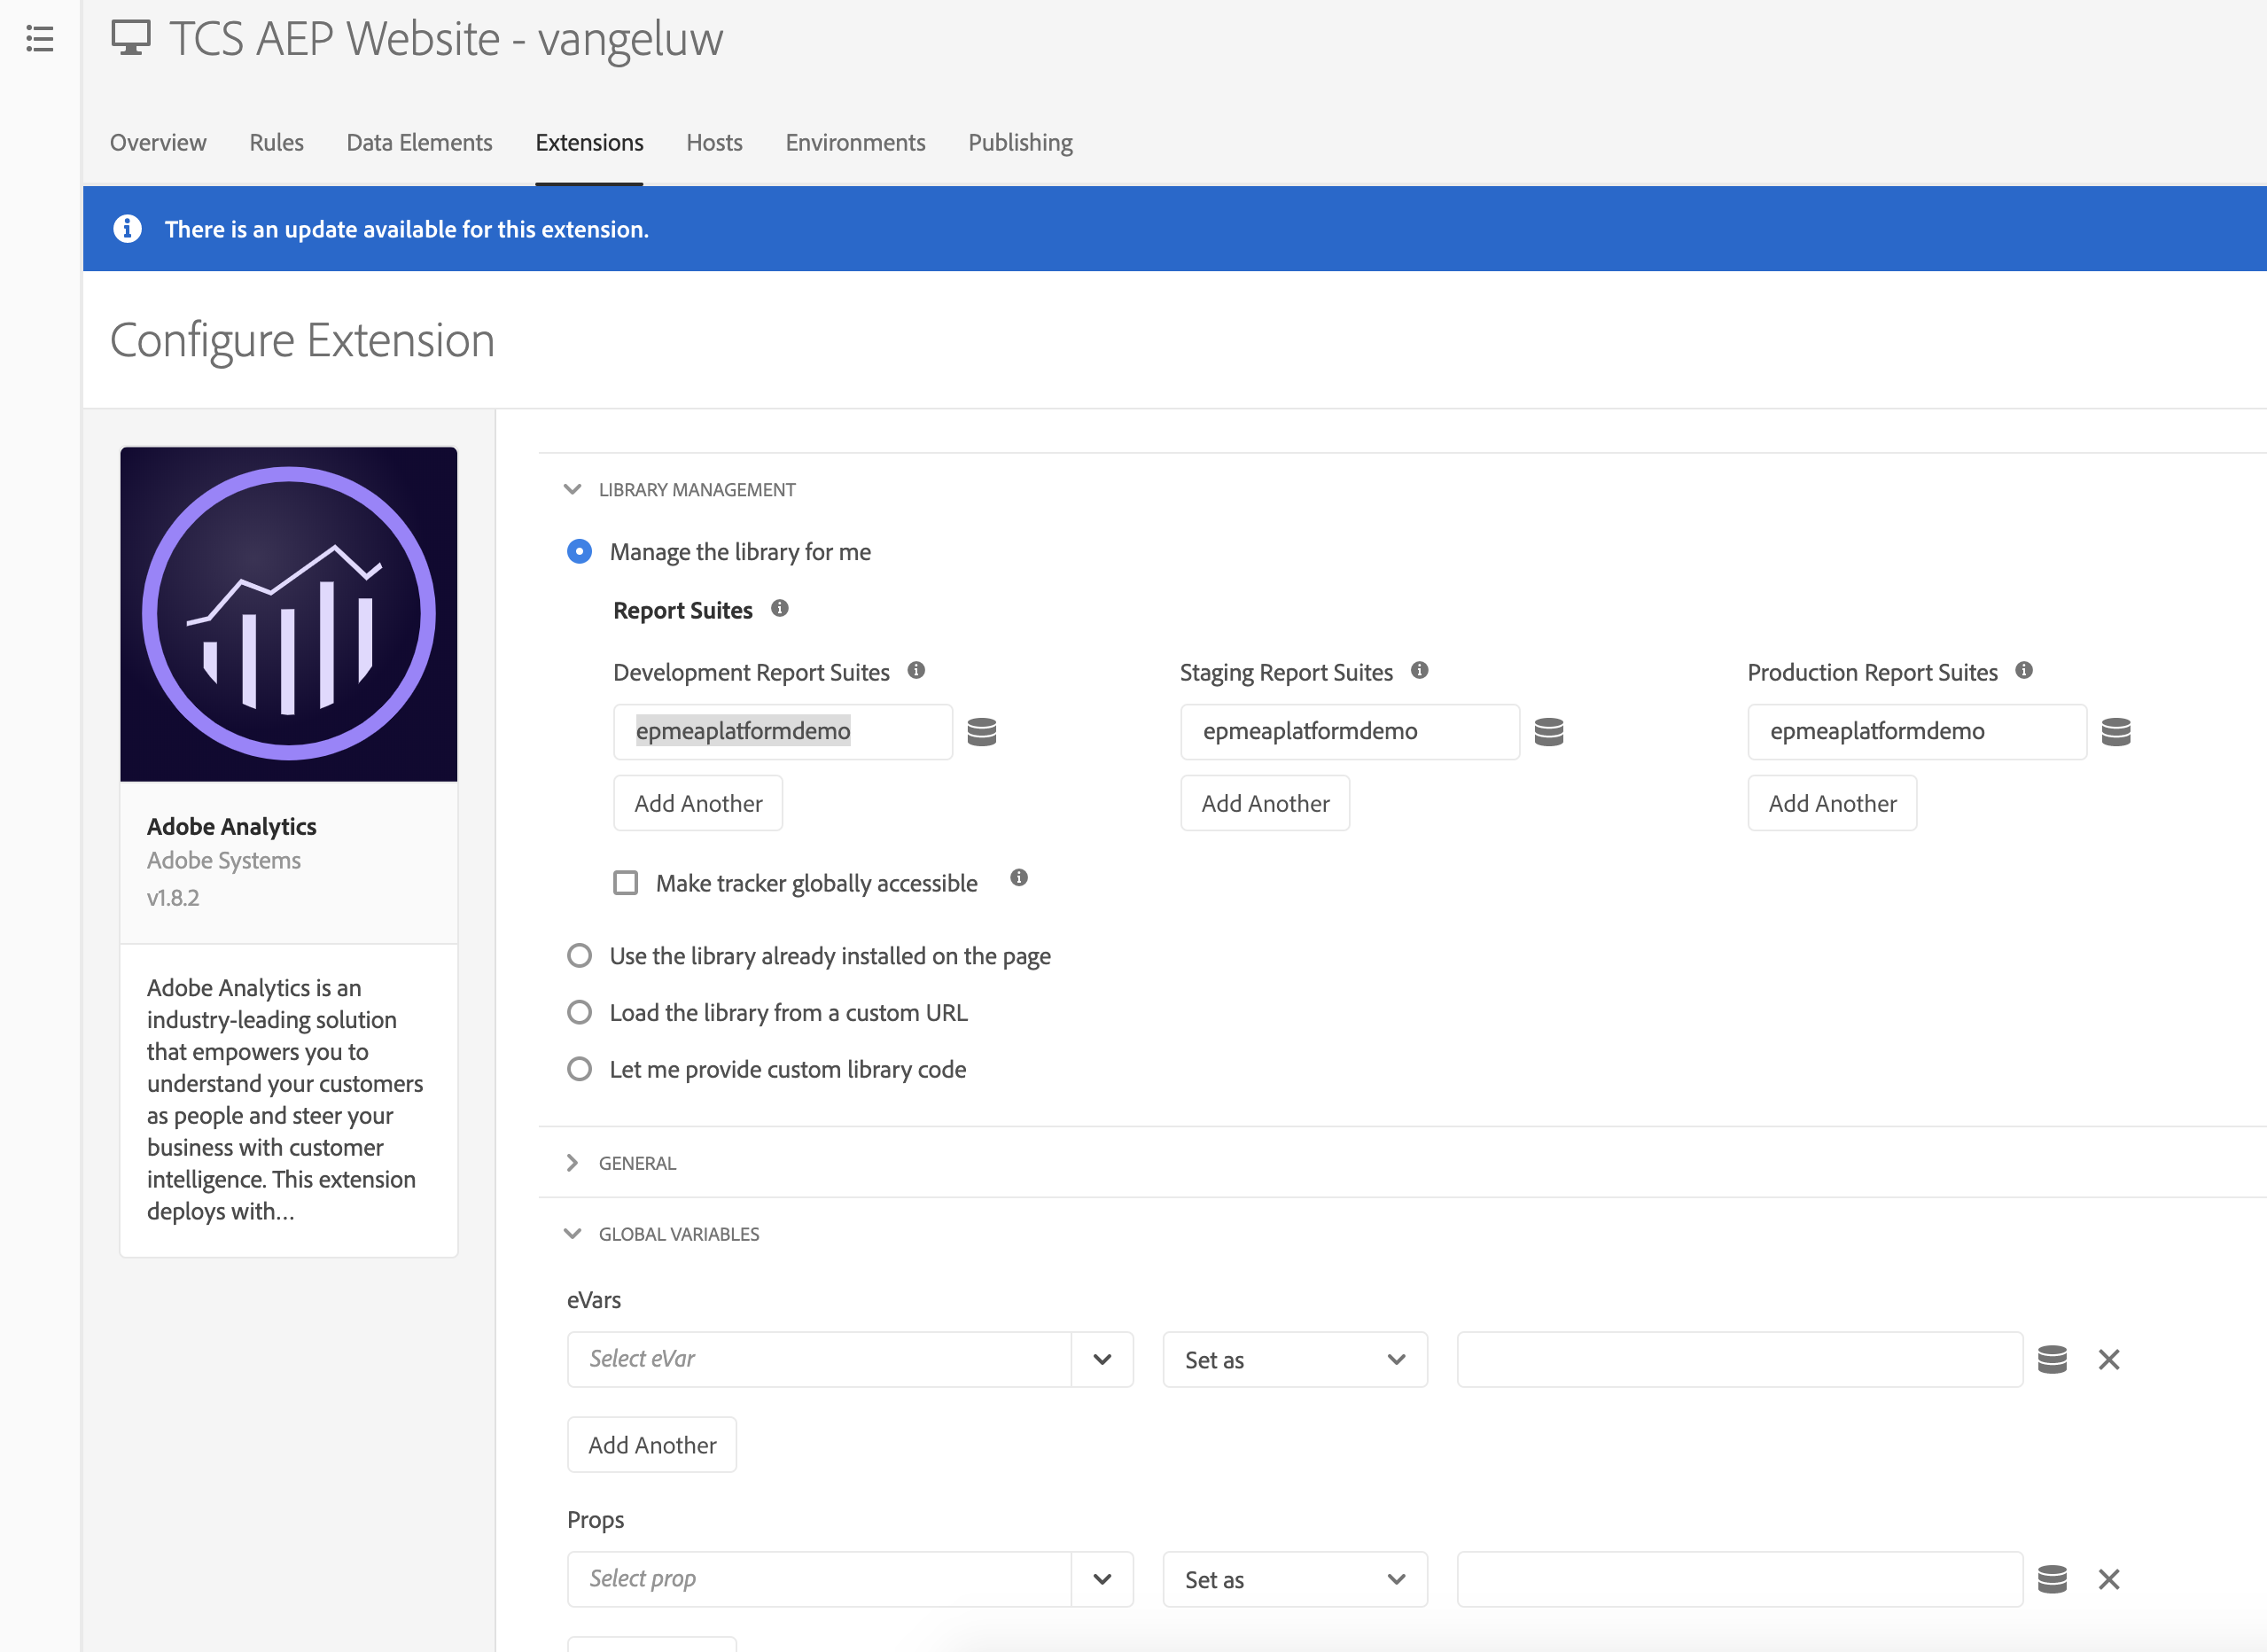 TCS AEP Website - vangeluw
Overview Rules Data Elements Extensions Hosts Environments Publishing
There is an update available for this extension.
Configure Extension
Adobe Analytics
Adobe Systems
v1.8.2
Adobe Analytics is an
industry-leading solution
that empowers you to
understand your customers
as people and steer your
business with customer
intelligence. This extension
deploys with...
LIBRARY MANAGEMENT
Manage the library for me
Report Suites
Development Report Suites Staging Report Suites Production Report Suites
epmeaplatformdemo epmeaplatformdemo epmeaplatformdemo
Add Another Add Another Add Another
Make tracker globally accessible
Use the library already installed on the page
Load the library from a custom URL
Let me provide custom library code
GENERAL
GLOBAL VARIABLES
eVars
Select eVar Set as
Add Another
Props
Select prop Set as